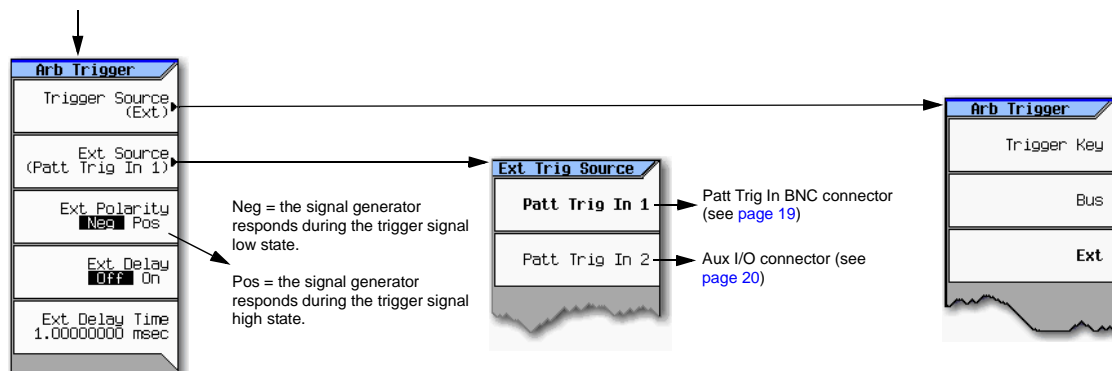 Arb Trigger
Trigger Source
(Ext)
Ext Source
(Patt Trig In 1)
Ext Polarity
Neg Pos
Ext Delay
Off On
Ext Delay Time
1.00000000 msec
Neg = the signal generator
responds during the trigger signal
low state.
Pos = the signal generator
responds during the trigger signal
high state.
Ext Trig Source
Patt Trig In 1
Patt Trig In 2
Patt Trig In BNC connector
(see page 19)
Aux I/O connector (see
page 20)
Arb Trigger
Trigger Key
Bus
Ext